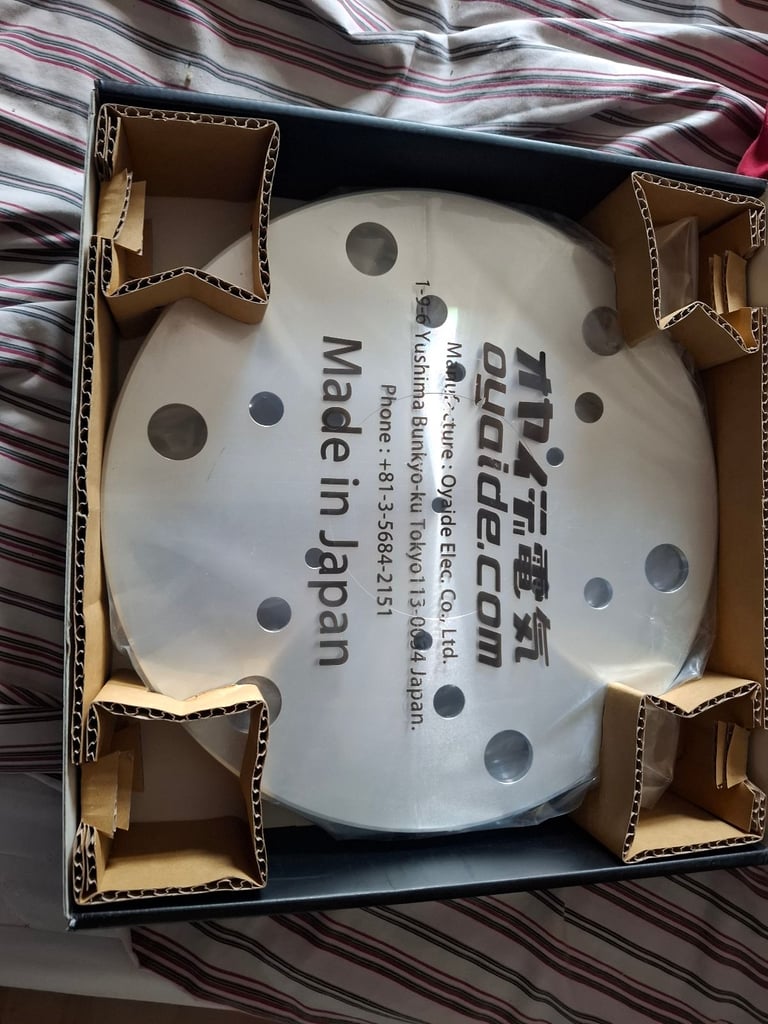 オヤイデ電気
oyaide.com
Manufacture : Oyaide Elec. Co., Ltd.
1-9-6 Yushima Bunkyo-ku Tokyo113-0034 Japan.
Phone : +81-3-5684-2151
Made in Japan